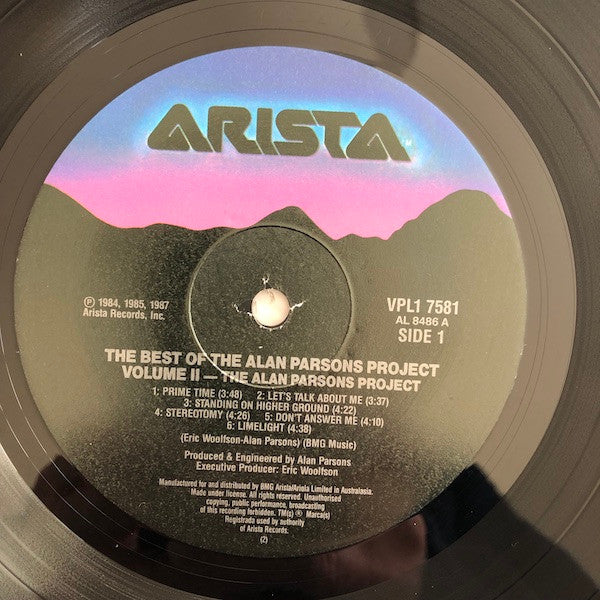 ARISTA
℗ 1984, 1985, 1987
Arista Records, Inc.
VPL1 7581
AL 8486 A
SIDE 1
THE BEST OF THE ALAN PARSONS PROJECT
VOLUME II — THE ALAN PARSONS PROJECT
1: PRIME TIME (3:48) 2: LET'S TALK ABOUT ME (3:37)
3: STANDING ON HIGHER GROUND (4:22)
4: STEREOTOMY (4:26) 5: DON'T ANSWER ME (4:10)
6: LIMELIGHT (4:38)
(Eric Woolfson-Alan Parsons) (BMG Music)
Produced & Engineered by Alan Parsons
Executive Producer: Eric Woolfson
Manufactured for and distributed by BMG Arista/Ariola Limited in Australasia.
Made under license. All rights reserved. Unauthorised
copying, public performance, broadcasting
of this recording forbidden. TM(s) ® Marca(s)
Registrada used by authority
of Arista Records.
(2)